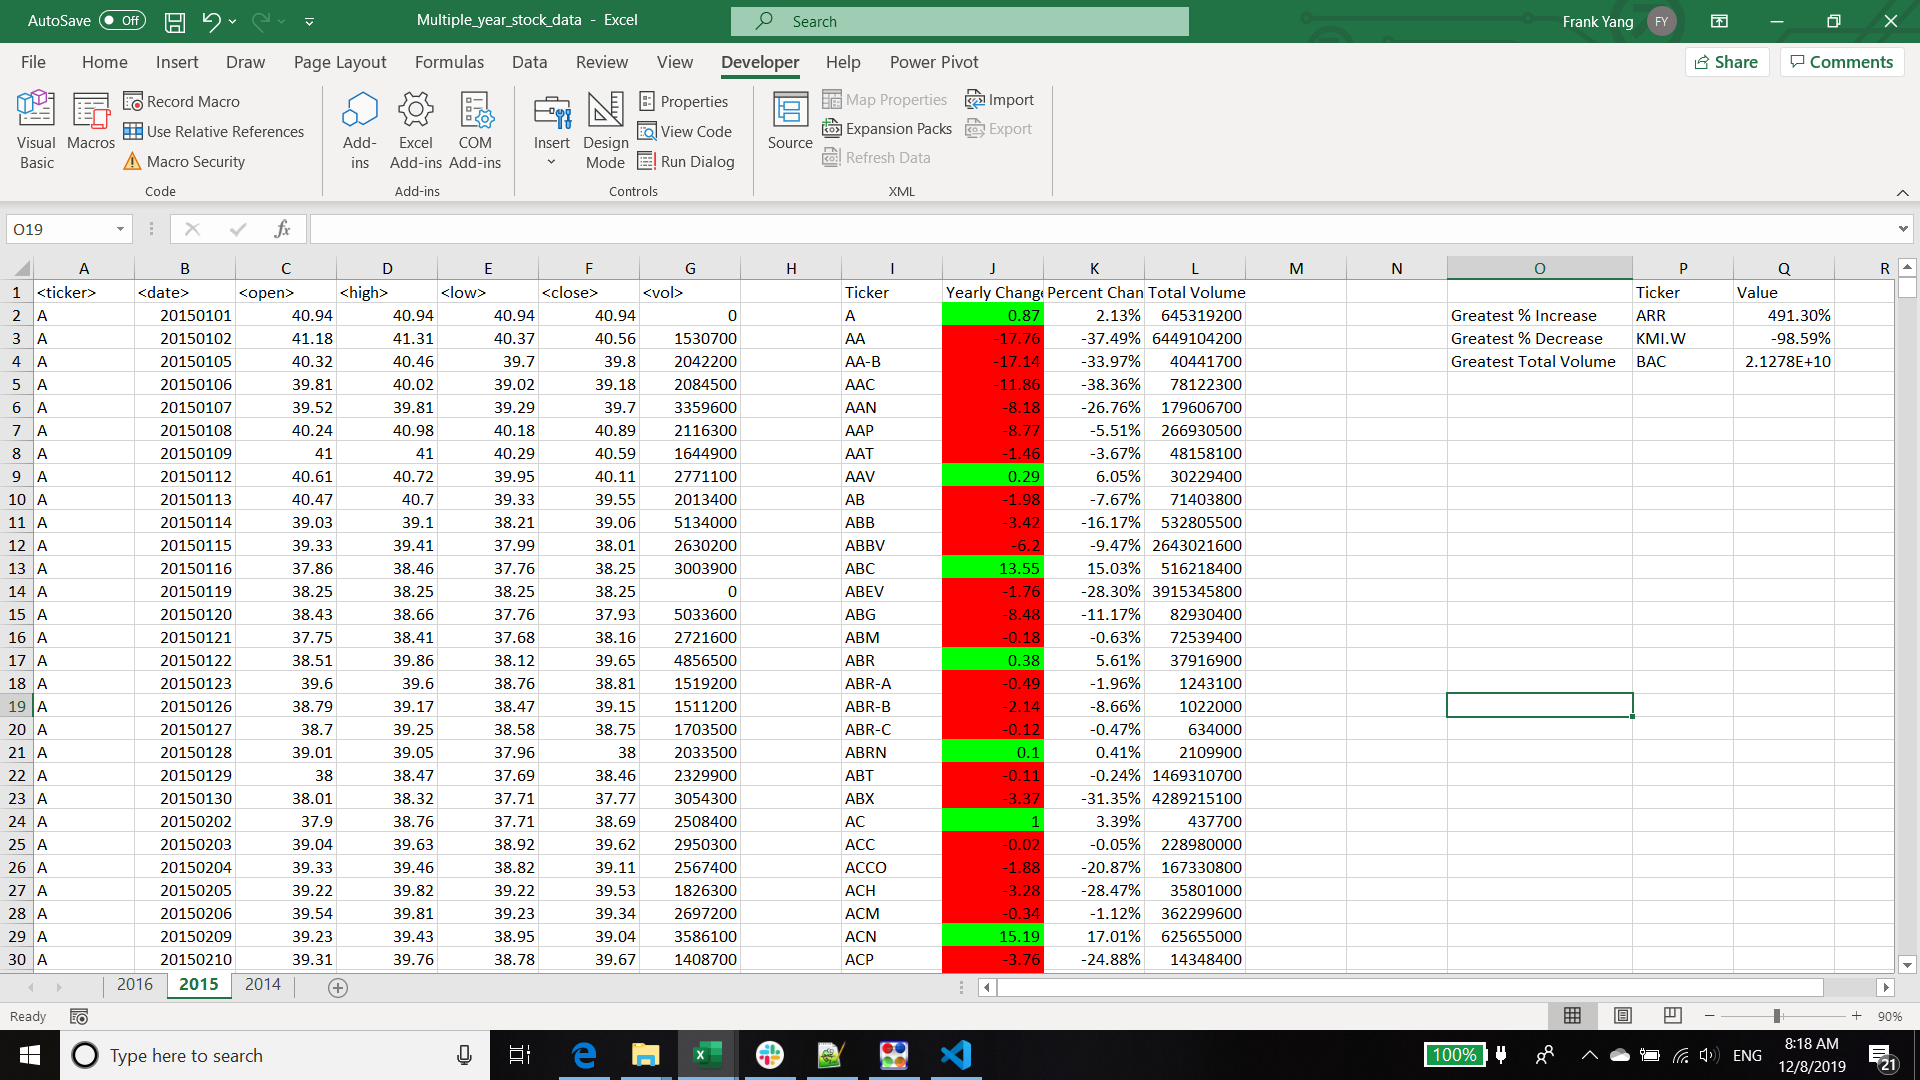 AutoSave Off Multiple_year_stock_data - Excel Search Frank Yang FY
File Home Insert Draw Page Layout Formulas Data Review View Developer Help Power Pivot Share Comments
Visual Basic
Macros
Record Macro
Use Relative References
Macro Security
Code
Add-ins
Excel Add-ins
COM Add-ins
Add-ins
Insert
Design Mode
Properties
View Code
Run Dialog
Controls
Source
Map Properties
Expansion Packs
Refresh Data
Import
Export
XML
O19 fx
A B C D E F G H I J K L M N O P Q R
1 <ticker> <date> <open> <high> <low> <close> <vol> Ticker Yearly Change Percent Chan Total Volume Ticker Value
2 A 20150101 40.94 40.94 40.94 40.94 0 A 0.87 2.13% 645319200 Greatest % Increase ARR 491.30%
3 A 20150102 41.18 41.31 40.37 40.56 1530700 AA -17.76 -37.49% 6449104200 Greatest % Decrease KMI.W -98.59%
4 A 20150105 40.32 40.46 39.7 39.8 2042200 AA-B -17.14 -33.97% 40441700 Greatest Total Volume BAC 2.1278E+10
5 A 20150106 39.81 40.02 39.02 39.18 2084500 AAC -11.86 -38.36% 78122300
6 A 20150107 39.52 39.81 39.29 39.7 3359600 AAN -8.18 -26.76% 179606700
7 A 20150108 40.24 40.98 40.18 40.89 2116300 AAP -8.77 -5.51% 266930500
8 A 20150109 41 41 40.29 40.59 1644900 AAT -1.46 -3.67% 48158100
9 A 20150112 40.61 40.72 39.95 40.11 2771100 AAV 0.29 6.05% 30229400
10 A 20150113 40.47 40.7 39.33 39.55 2013400 AB -1.98 -7.67% 71403800
11 A 20150114 39.03 39.1 38.21 39.06 5134000 ABB -3.42 -16.17% 532805500
12 A 20150115 39.33 39.41 37.99 38.01 2630200 ABBV -6.2 -9.47% 2643021600
13 A 20150116 37.86 38.46 37.76 38.25 3003900 ABC 13.55 15.03% 516218400
14 A 20150119 38.25 38.25 38.25 38.25 0 ABEV -1.76 -28.30% 3915345800
15 A 20150120 38.43 38.66 37.76 37.93 5033600 ABG -8.48 -11.17% 82930400
16 A 20150121 37.75 38.41 37.68 38.16 2721600 ABM -0.18 -0.63% 72539400
17 A 20150122 38.51 39.86 38.12 39.65 4856500 ABR 0.38 5.61% 37916900
18 A 20150123 39.6 39.6 38.76 38.81 1519200 ABR-A -0.49 -1.96% 1243100
19 A 20150126 38.79 39.17 38.47 39.15 1511200 ABR-B -2.14 -8.66% 1022000
20 A 20150127 38.7 39.25 38.58 38.75 1703500 ABR-C -0.12 -0.47% 634000
21 A 20150128 39.01 39.05 37.96 38 2033500 ABRN 0.1 0.41% 2109900
22 A 20150129 38 38.47 37.69 38.46 2329900 ABT -0.11 -0.24% 1469310700
23 A 20150130 38.01 38.32 37.71 37.77 3054300 ABX -3.37 -31.35% 4289215100
24 A 20150202 37.9 38.76 37.71 38.69 2508400 AC 1 3.39% 437700
25 A 20150203 39.04 39.63 38.92 39.62 2950300 ACC -0.02 -0.05% 228980000
26 A 20150204 39.33 39.46 38.82 39.11 2567400 ACCO -1.88 -20.87% 167330800
27 A 20150205 39.22 39.82 39.22 39.53 1826300 ACH -3.28 -28.47% 35801000
28 A 20150206 39.54 39.81 39.23 39.34 2697200 ACM -0.34 -1.12% 362299600
29 A 20150209 39.23 39.43 38.95 39.04 3586100 ACN 15.19 17.01% 625655000
30 A 20150210 39.31 39.76 38.78 39.67 1408700 ACP -3.76 -24.88% 14348400
2016 2015 2014
Ready 90%
Type here to search 100% ENG 8:18 AM
12/8/2019 21